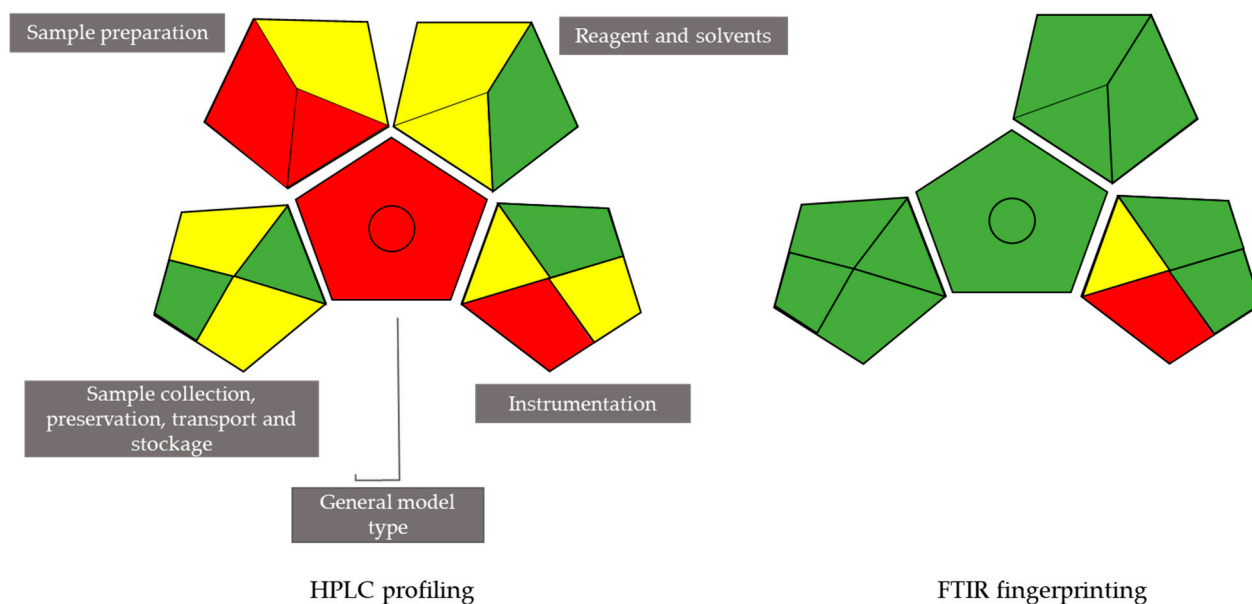 Sample preparation
Reagent and solvents
Sample collection,
preservation, transport and
stockage
Instrumentation
General model
type
HPLC profiling
FTIR fingerprinting